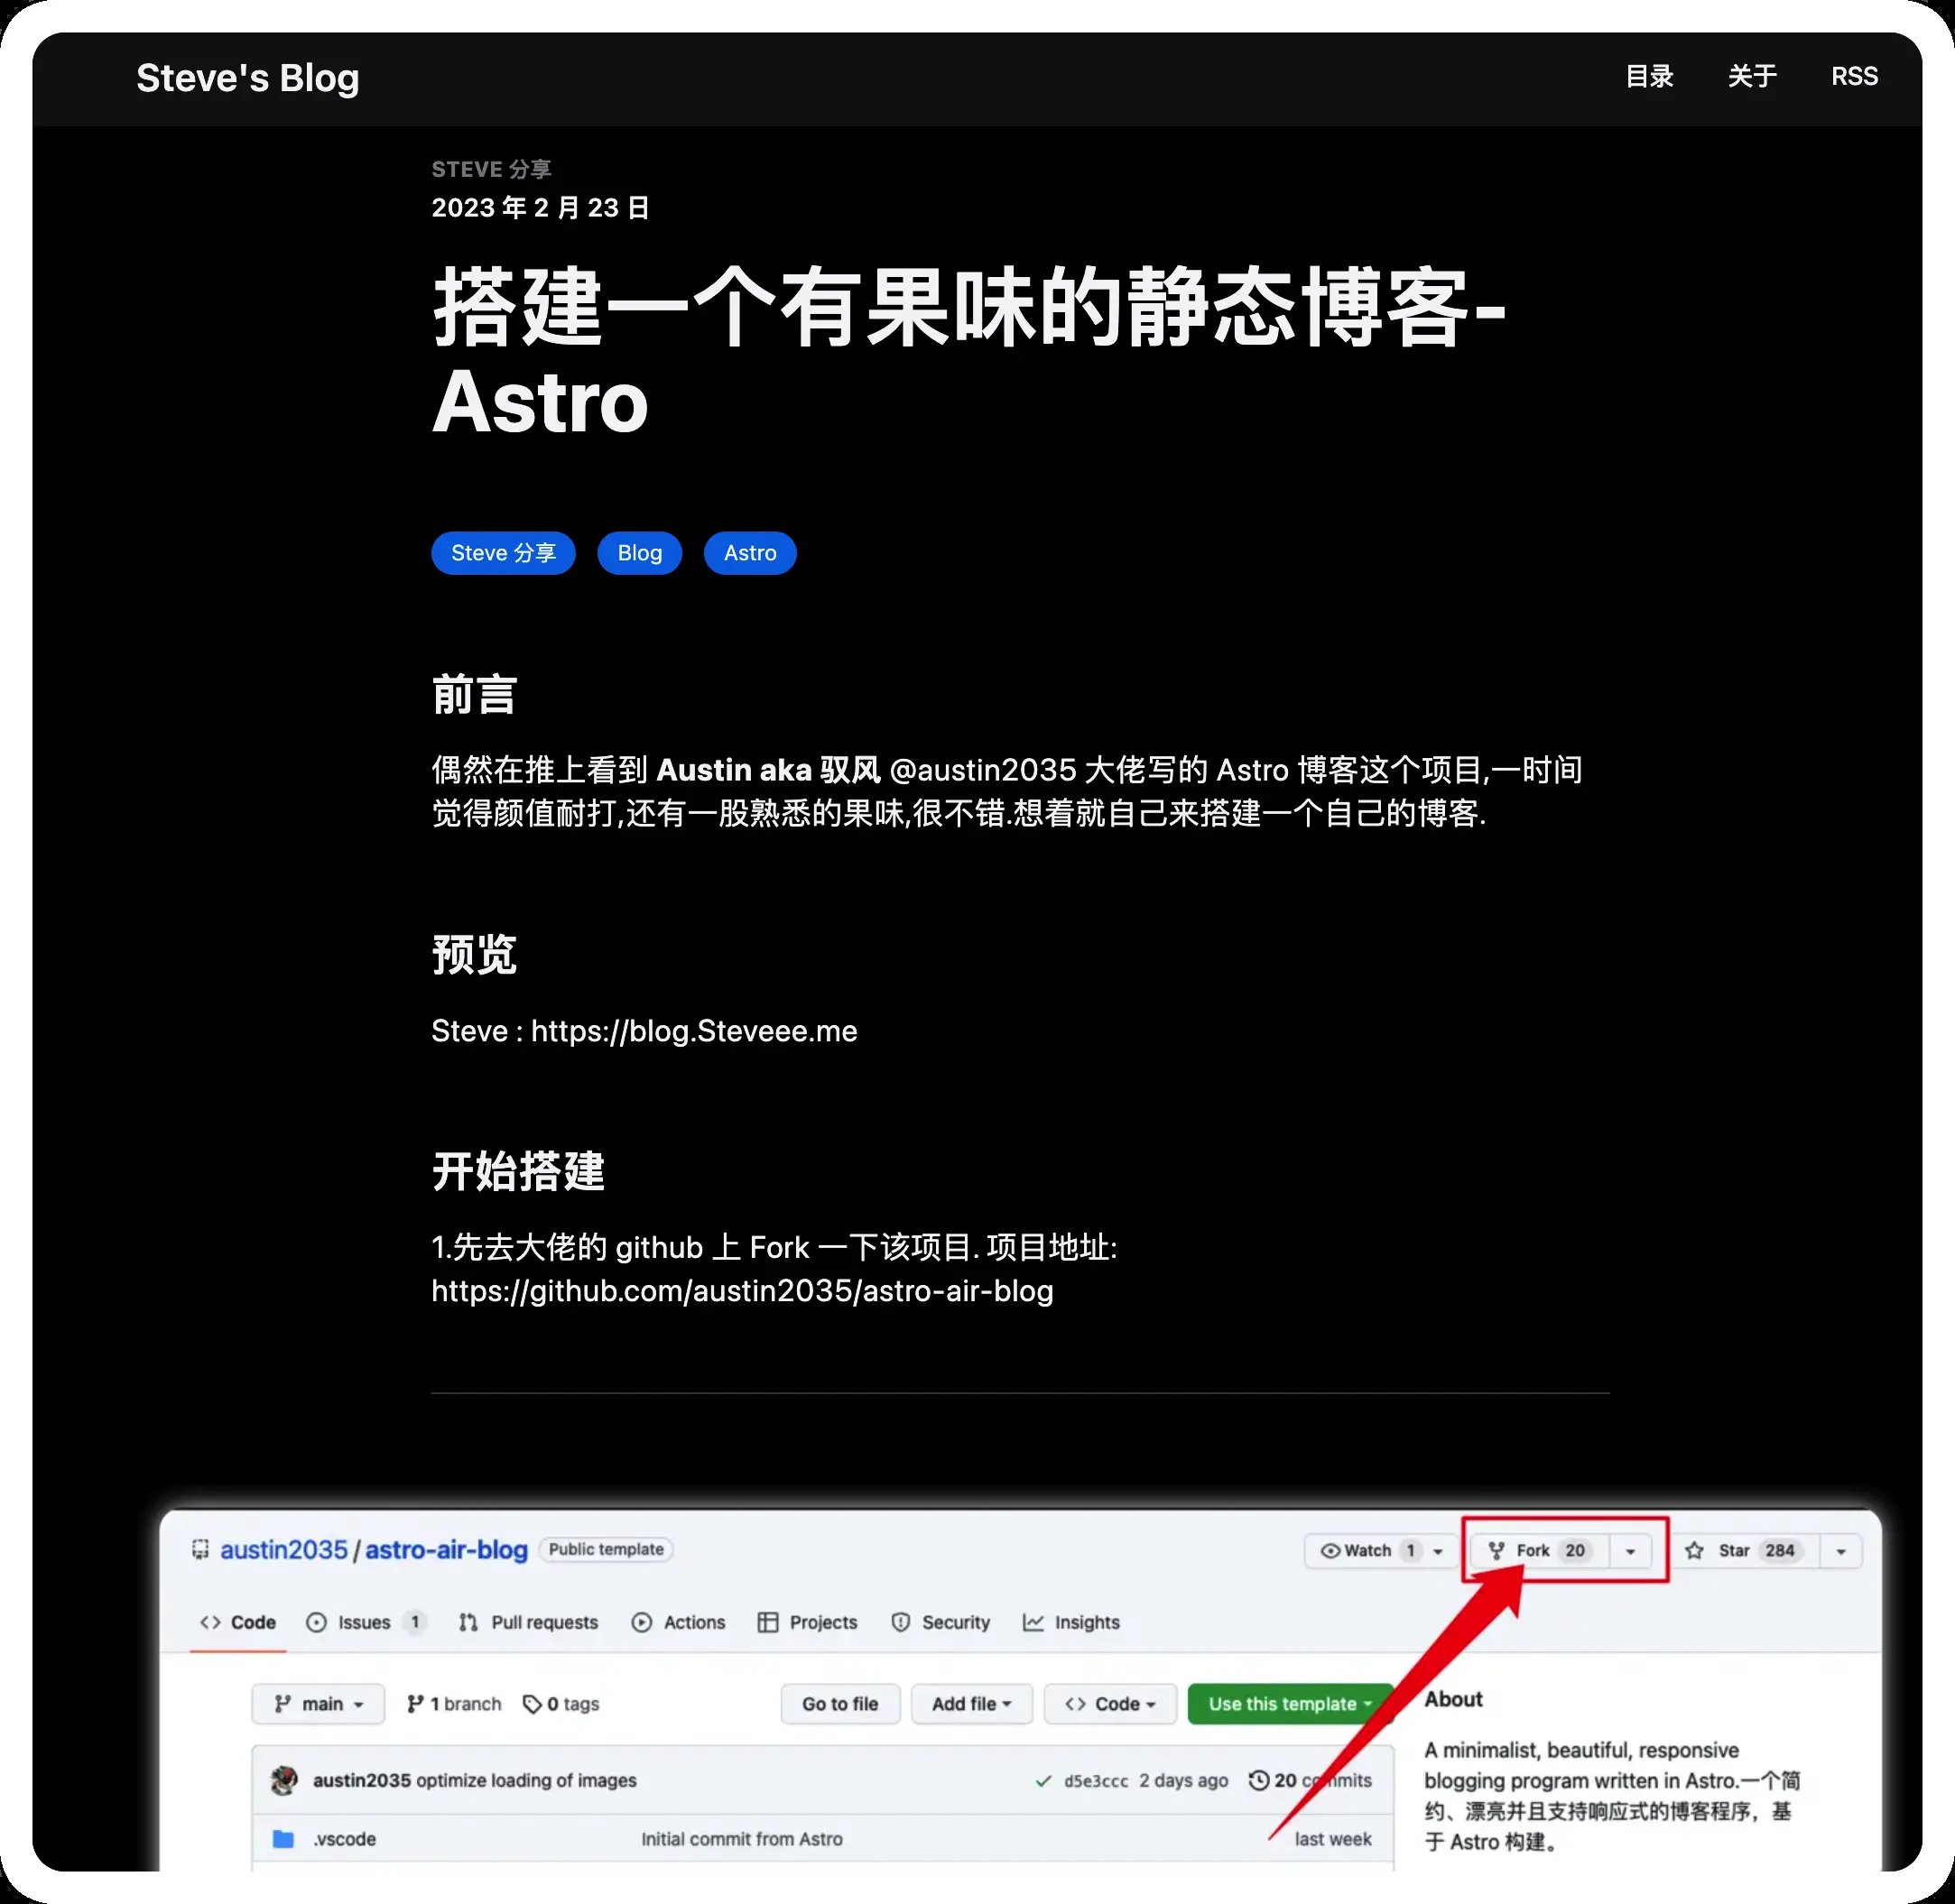 Steve's Blog
目录 关于 RSS
STEVE 分享
2023 年 2 月 23 日
搭建一个有果味的静态博客-
Astro
Steve 分享 Blog Astro
前言
偶然在推上看到 Austin aka 驭风 @austin2035 大佬写的 Astro 博客这个项目,一时间
觉得颜值耐打,还有一股熟悉的果味,很不错.想着就自己来搭建一个自己的博客.
预览
Steve : https://blog.Steveee.me
开始搭建
1.先去大佬的 github 上 Fork 一下该项目. 项目地址:
https://github.com/austin2035/astro-air-blog
austin2035 / astro-air-blog Public template
Watch 1 Fork 20 Star 284
Code Issues 1 Pull requests Actions Projects Security Insights
main 1 branch 0 tags Go to file Add file Code Use this template
austin2035 optimize loading of images d5e3ccc 2 days ago 20 commits
.vscode Initial commit from Astro last week
About
A minimalist, beautiful, responsive
blogging program written in Astro.一个简
约、漂亮并且支持响应式的博客程序，基
于 Astro 构建。